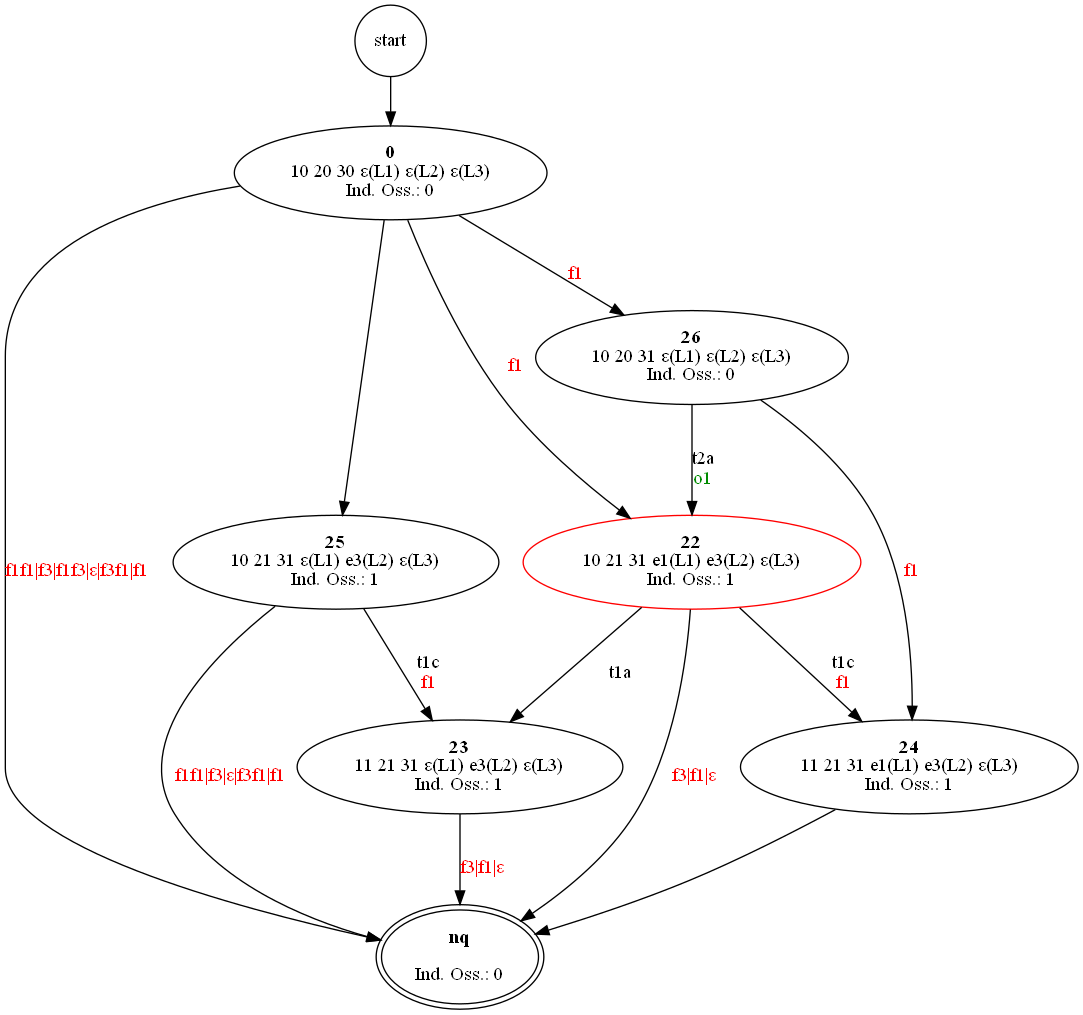 start
0
10 20 30 ε(L1) ε(L2) ε(L3)
Ind. Oss.: 0
f1
26
10 20 31 ε(L1) ε(L2) ε(L3)
Ind. Oss.: 0
f1
t2a
o1
25
10 21 31 ε(L1) e3(L2) ε(L3)
Ind. Oss.: 1
22
10 21 31 e1(L1) e3(L2) ε(L3)
Ind. Oss.: 1
f1f1|f3|f1f3|ε|f3f1|f1
f1
t1c
f1
t1a
t1c
f1
23
11 21 31 ε(L1) e3(L2) ε(L3)
Ind. Oss.: 1
24
11 21 31 e1(L1) e3(L2) ε(L3)
Ind. Oss.: 1
f1f1|f3|ε|f3f1|f1
f3|f1|ε
f3|f1|ε
nq
Ind. Oss.: 0